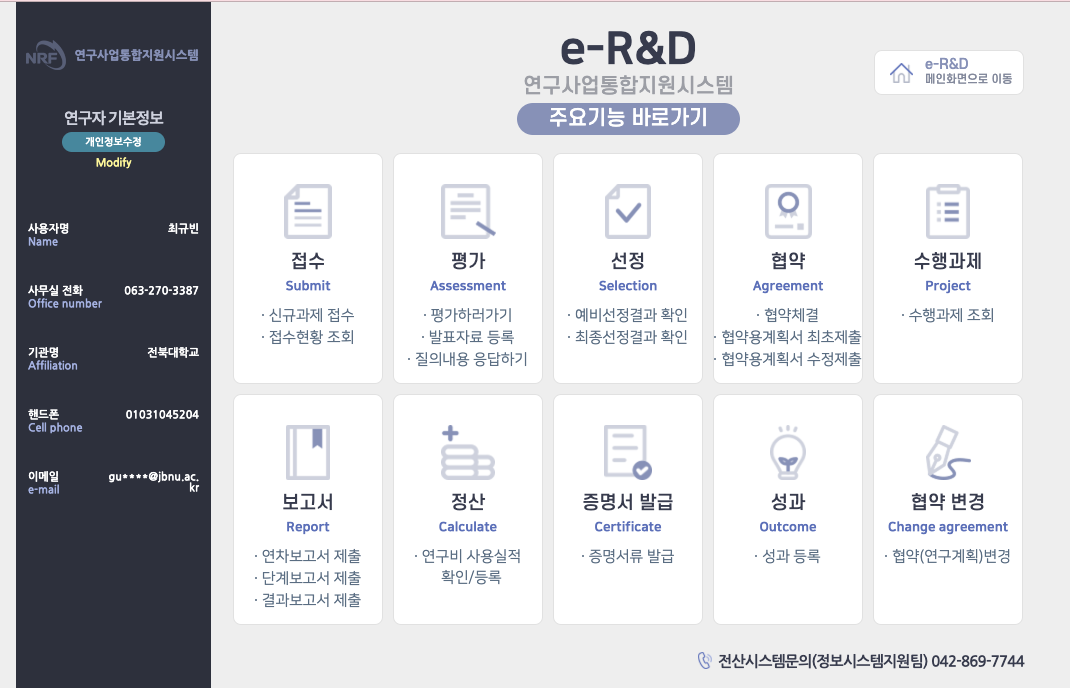 NRF 연구사업통합지원시스템
연구자 기본정보
개인정보수정
Modify
사용자명 최규빈
Name
사무실 전화 063-270-3387
Office number
기관명 전북대학교
Affiliation
핸드폰 01031045204
Cell phone
이메일 gu****@jbnu.ac.
kr
e-mail
e-R&D
연구사업통합지원시스템
주요기능 바로가기
e-R&D
메인화면으로 이동
접수
Submit
· 신규과제 접수
· 접수현황 조회
평가
Assessment
· 평가하러가기
· 발표자료 등록
· 질의내용 응답하기
선정
Selection
· 예비선정결과 확인
· 최종선정결과 확인
협약
Agreement
· 협약체결
· 협약용계획서 최초제출
· 협약용계획서 수정제출
수행과제
Project
· 수행과제 조회
보고서
Report
· 연차보고서 제출
· 단계보고서 제출
· 결과보고서 제출
정산
Calculate
· 연구비 사용실적
확인/등록
증명서 발급
Certificate
· 증명서류 발급
성과
Outcome
· 성과 등록
협약 변경
Change agreement
· 협약(연구계획)변경
전산시스템문의(정보시스템지원팀) 042-869-7744